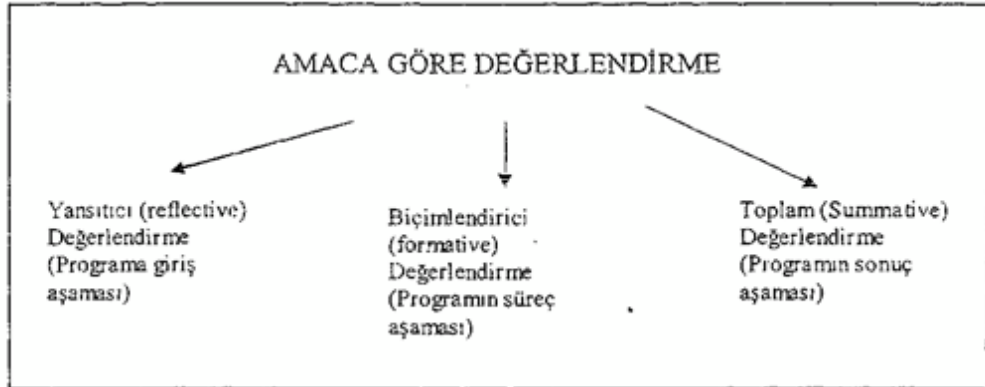 AMACA GÖRE DEĞERLENDİRME
Yansıtıcı (reflective)
Değerlendirme
(Programa giriş
aşaması)
Biçimlendirici
(formative)
Değerlendirme
(Programın süreç
aşaması)
Toplam (Summative)
Değerlendirme
(Programın sonuç
aşaması)